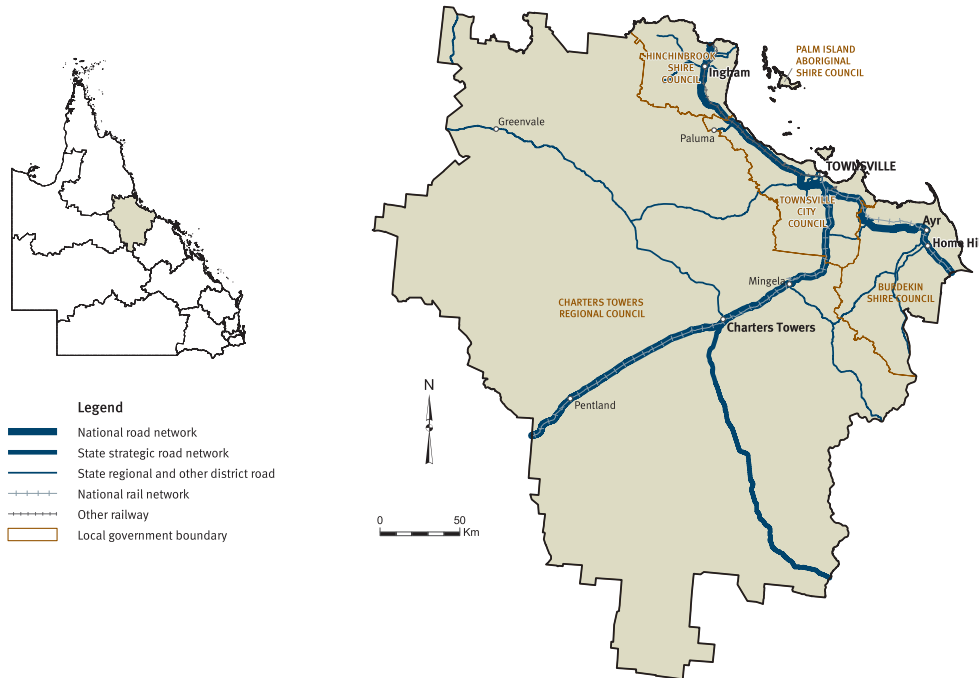 HINCHINBROOK
SHIRE
COUNCIL
Ingham
PALM ISLAND
ABORIGINAL
SHIRE COUNCIL
Greenvale
Paluma
TOWNSVILLE
TOWNSVILLE
CITY
COUNCIL
Ayr
Home Hi
Mingela
BURDEKIN
SHIRE COUNCIL
CHARTERS TOWERS
REGIONAL COUNCIL
Charters Towers
Pentland
N
0 50
Km
Legend
National road network
State strategic road network
State regional and other district road
National rail network
Other railway
Local government boundary